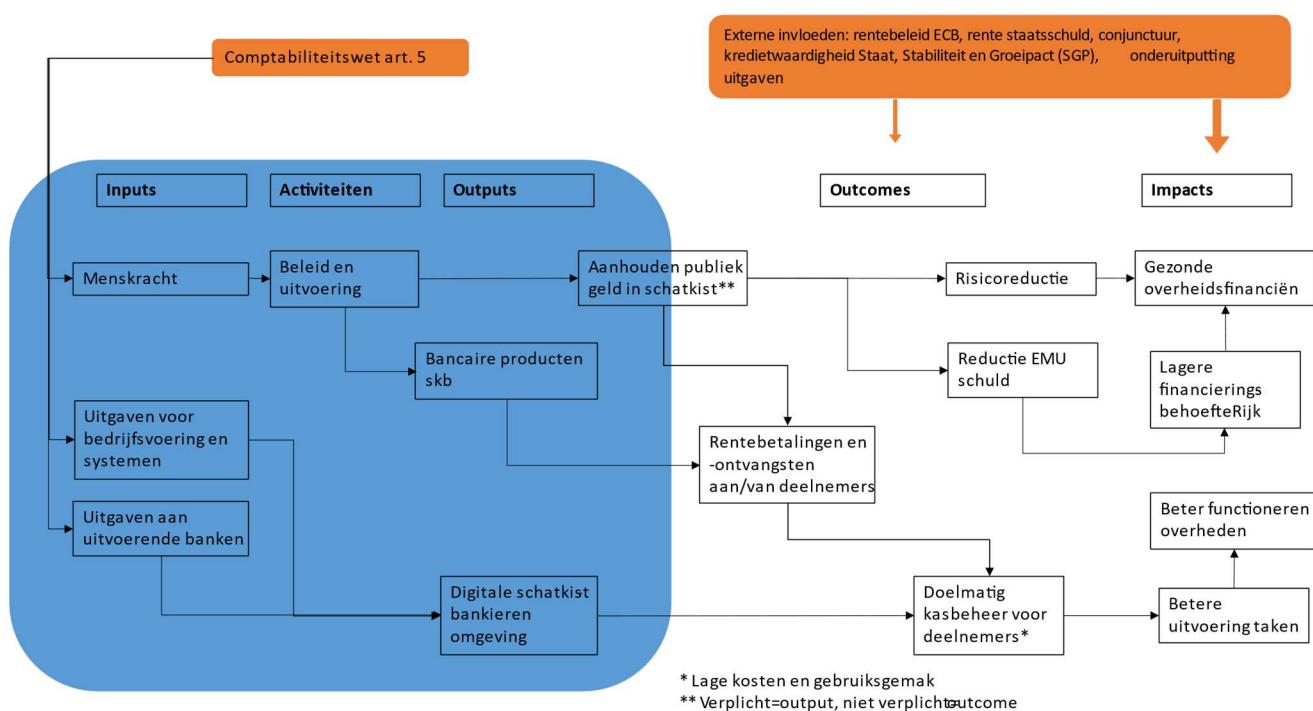 Comptabiliteitswet art. 5
Externe invloeden: rentebeleid ECB, rente staatsschuld, conjunctuur,
kredietwaardigheid Staat, Stabiliteit en Groeipact (SGP), onderuitputting
uitgaven
Inputs
Activiteiten
Outputs
Outcomes
Impacts
Menskracht
Beleid en
uitvoering
Aanhouden publiek
geld in schatkist**
Risicoreductie
Gezonde
overheidsfinanciën
Bancaire producten
skb
Reductie EMU
schuld
Lagere
financierings
behoefteRijk
Uitgaven voor
bedrijfsvoering en
systemen
Rentebetalingen en
-ontvangsten
aan/van deelnemers
Uitgaven aan
uitvoerende banken
Beter functioneren
overheden
Digitale schatkist
bankieren
omgeving
Doelmatig
kasbeheer voor
deelnemers*
Betere
uitvoering taken
* Lage kosten en gebruiksgemak
** Verplicht=output, niet verplicht=outcome